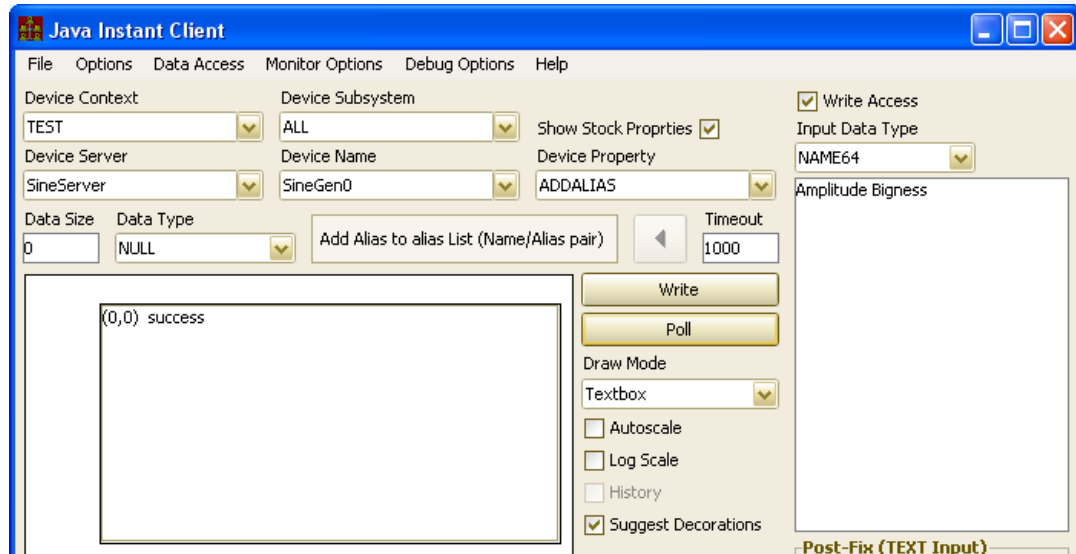 Java Instant Client
File Options Data Access Monitor Options Debug Options Help
Device Context
TEST
Device Subsystem
ALL
Show Stock Proprties
Write Access
Input Data Type
NAME64
Device Server
SineServer
Device Name
SineGen0
Device Property
ADDALIAS
Amplitude Bigness
Data Size
0
Data Type
NULL
Add Alias to alias List (Name/Alias pair)
Timeout
1000
(0,0) success
Write
Poll
Draw Mode
Textbox
Autoscale
Log Scale
History
Suggest Decorations
Post-Fix (TEXT Input)